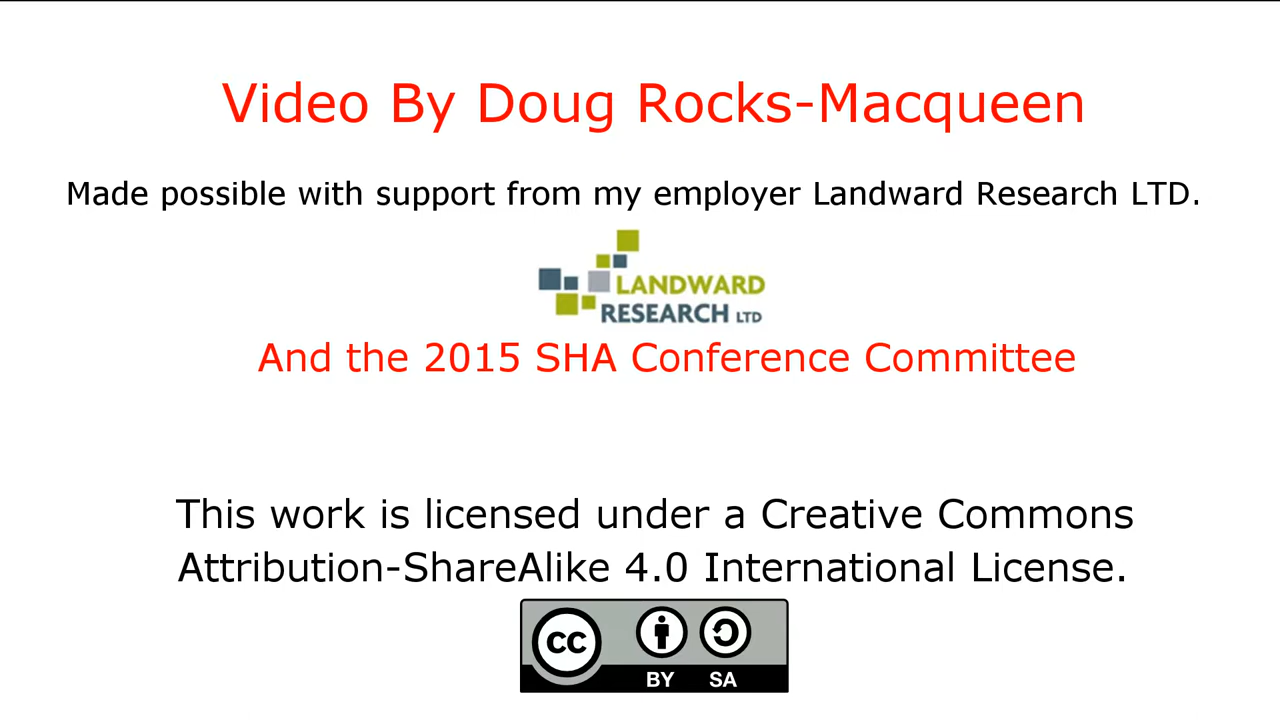 Video By Doug Rocks-Macqueen
Made possible with support from my employer Landward Research LTD.
LANDWARD
RESEARCH LTD
And the 2015 SHA Conference Committee
This work is licensed under a Creative Commons
Attribution-ShareAlike 4.0 International License.
CC
BY SA